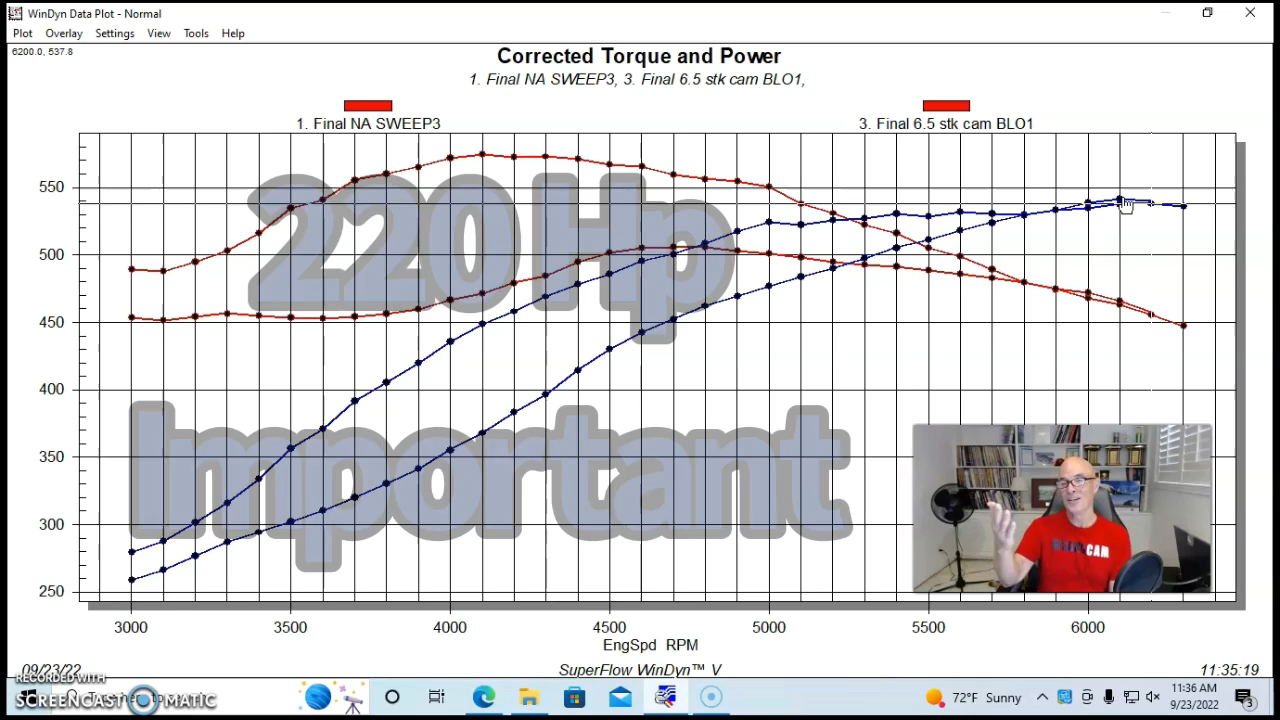 WinDyn Data Plot - Normal
Plot Overlay Settings View Tools Help
6200.0, 537.8
Corrected Torque and Power
1. Final NA SWEEP3, 3. Final 6.5 stk cam BLO1,
1. Final NA SWEEP3 3. Final 6.5 stk cam BLO1
550
500
450
400
350
300
250
220 Hp
Important
3000 3500 4000 4500 5000 5500 6000
EngSpd RPM
09/23/22 SuperFlow WinDyn™ V 11:35:19
RECORDED WITH
SCREENCAST MATIC
72°F Sunny
11:36 AM
9/23/2022
3